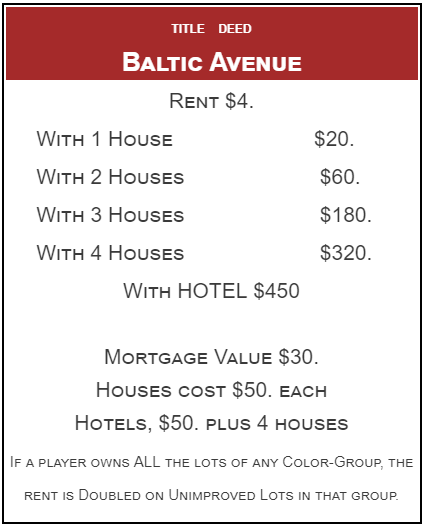 TITLE DEED
BALTIC AVENUE
RENT $4.
WITH 1 HOUSE $20.
WITH 2 HOUSES $60.
WITH 3 HOUSES $180.
WITH 4 HOUSES $320.
WITH HOTEL $450
MORTGAGE VALUE $30.
HOUSES COST $50. EACH
HOTELS, $50. PLUS 4 HOUSES
IF A PLAYER OWNS ALL THE LOTS OF ANY COLOR-GROUP, THE
RENT IS DOUBLED ON UNIMPROVED LOTS IN THAT GROUP.